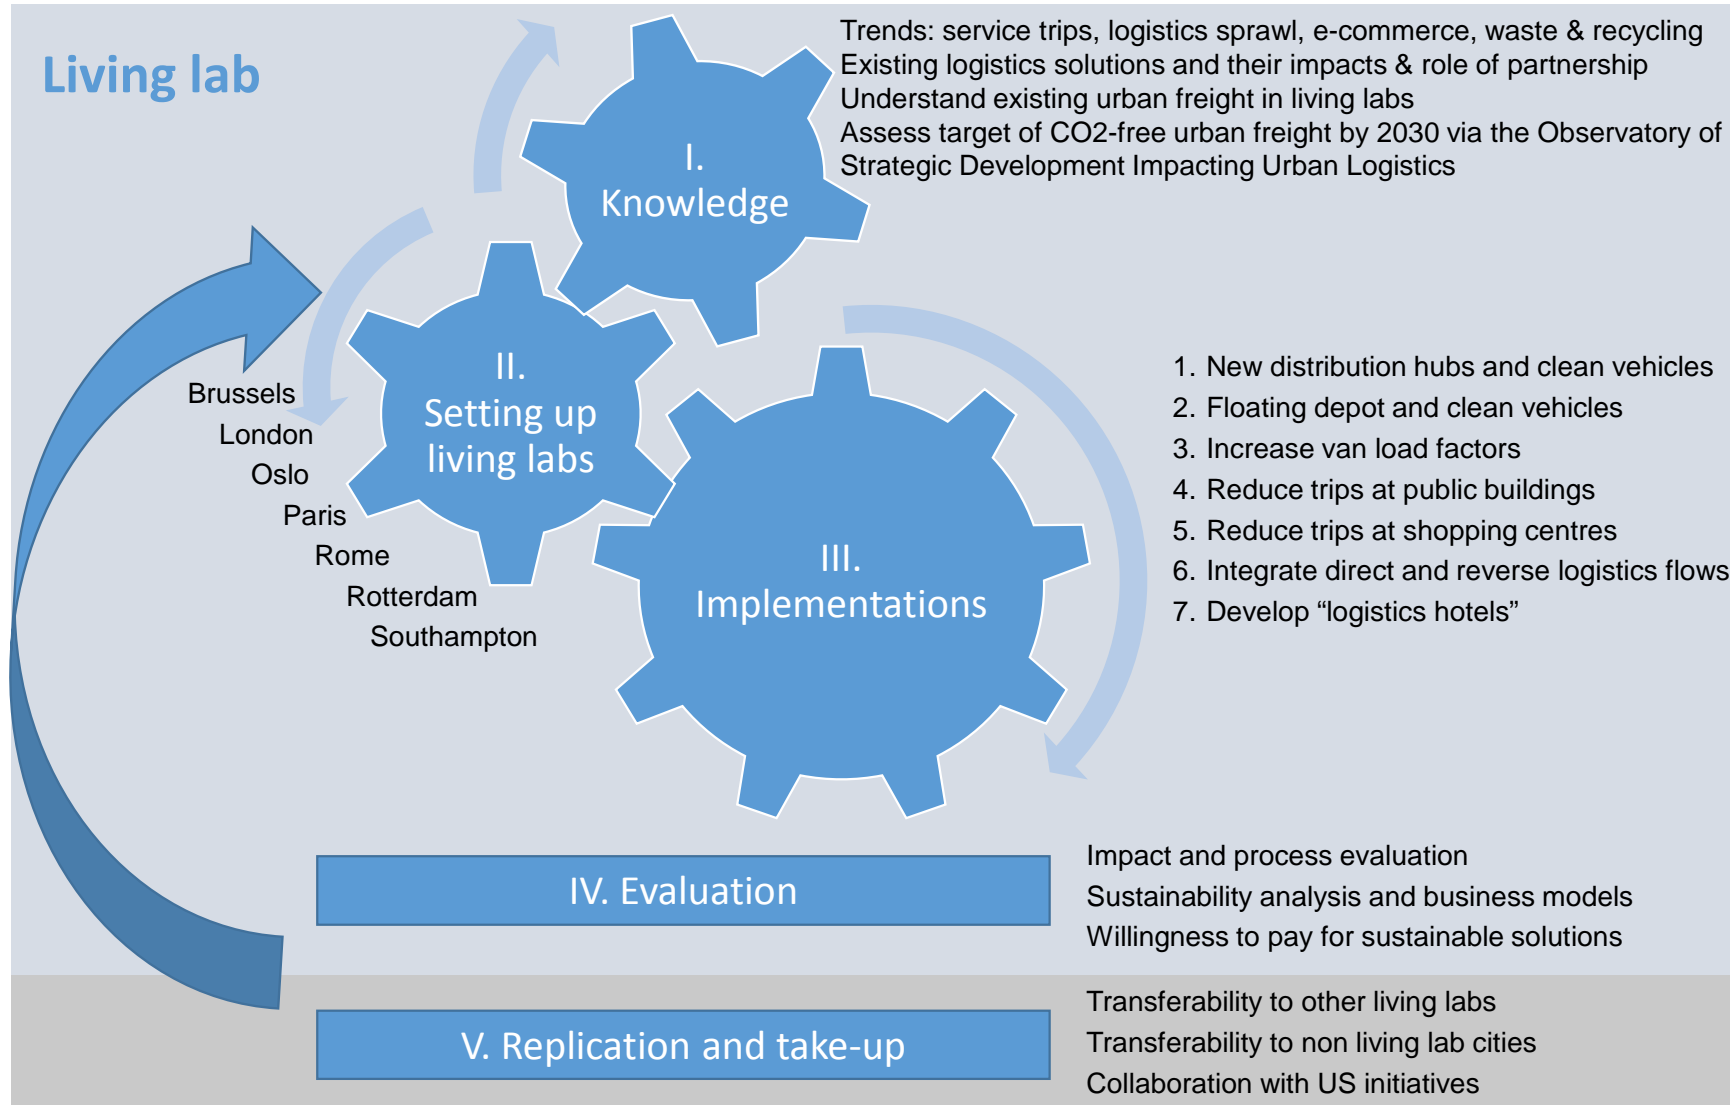 Living lab
Trends: service trips, logistics sprawl, e-commerce, waste & recycling
Existing logistics solutions and their impacts & role of partnership
Understand existing urban freight in living labs
Assess target of CO2-free urban freight by 2030 via the Observatory of
Strategic Development Impacting Urban Logistics
I.
Knowledge
II.
Setting up
living labs
Brussels
London
Oslo
Paris
Rome
Rotterdam
Southampton
III.
Implementations
1. New distribution hubs and clean vehicles
2. Floating depot and clean vehicles
3. Increase van load factors
4. Reduce trips at public buildings
5. Reduce trips at shopping centres
6. Integrate direct and reverse logistics flows
7. Develop “logistics hotels”
IV. Evaluation
Impact and process evaluation
Sustainability analysis and business models
Willingness to pay for sustainable solutions
V. Replication and take-up
Transferability to other living labs
Transferability to non living lab cities
Collaboration with US initiatives